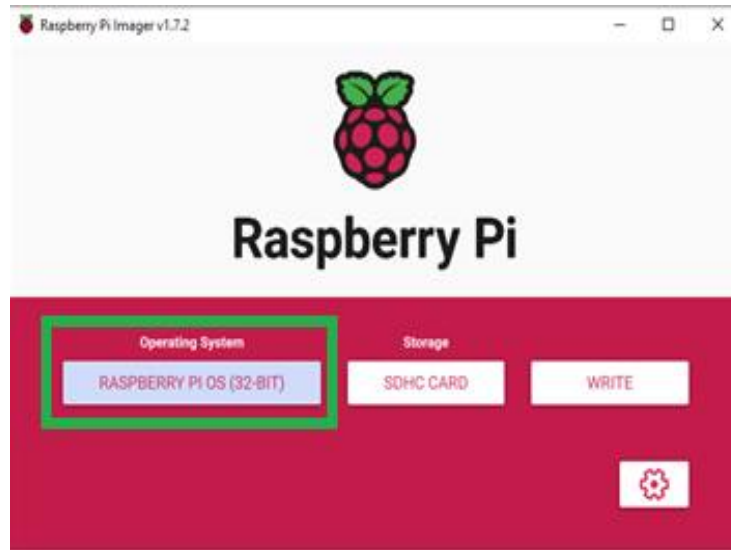 Raspberry Pi Imager v1.7.2
Raspberry Pi
Operating System
Storage
RASPBERRY PI OS (32-BIT)
SDHC CARD
WRITE